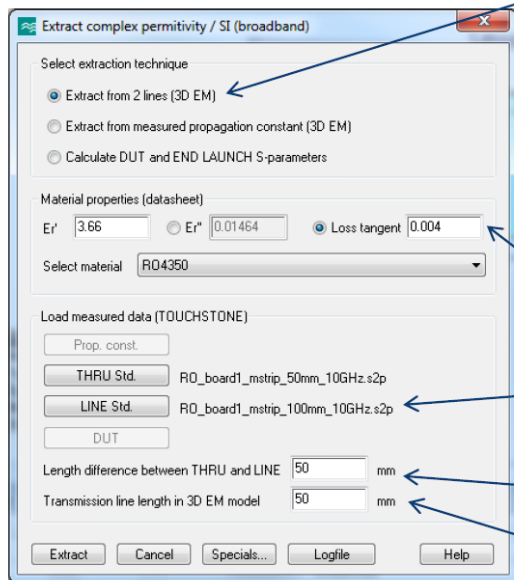 Extract complex permitivity / SI (broadband)
Select extraction technique
Extract from 2 lines (3D EM)
Extract from measured propagation constant (3D EM)
Calculate DUT and END LAUNCH S-parameters
Material properties (datasheet)
Er' 3.66 Er" 0.01464 Loss tangent 0.004
Select material RO4350
Load measured data (TOUCHSTONE)
Prop. const.
THRU Std. RO_board1_mstrip_50mm_10GHz.s2p
LINE Std. RO_board1_mstrip_100mm_10GHz.s2p
DUT
Length difference between THRU and LINE 50 mm
Transmission line length in 3D EM model 50 mm
Extract Cancel Specials... Logfile Help